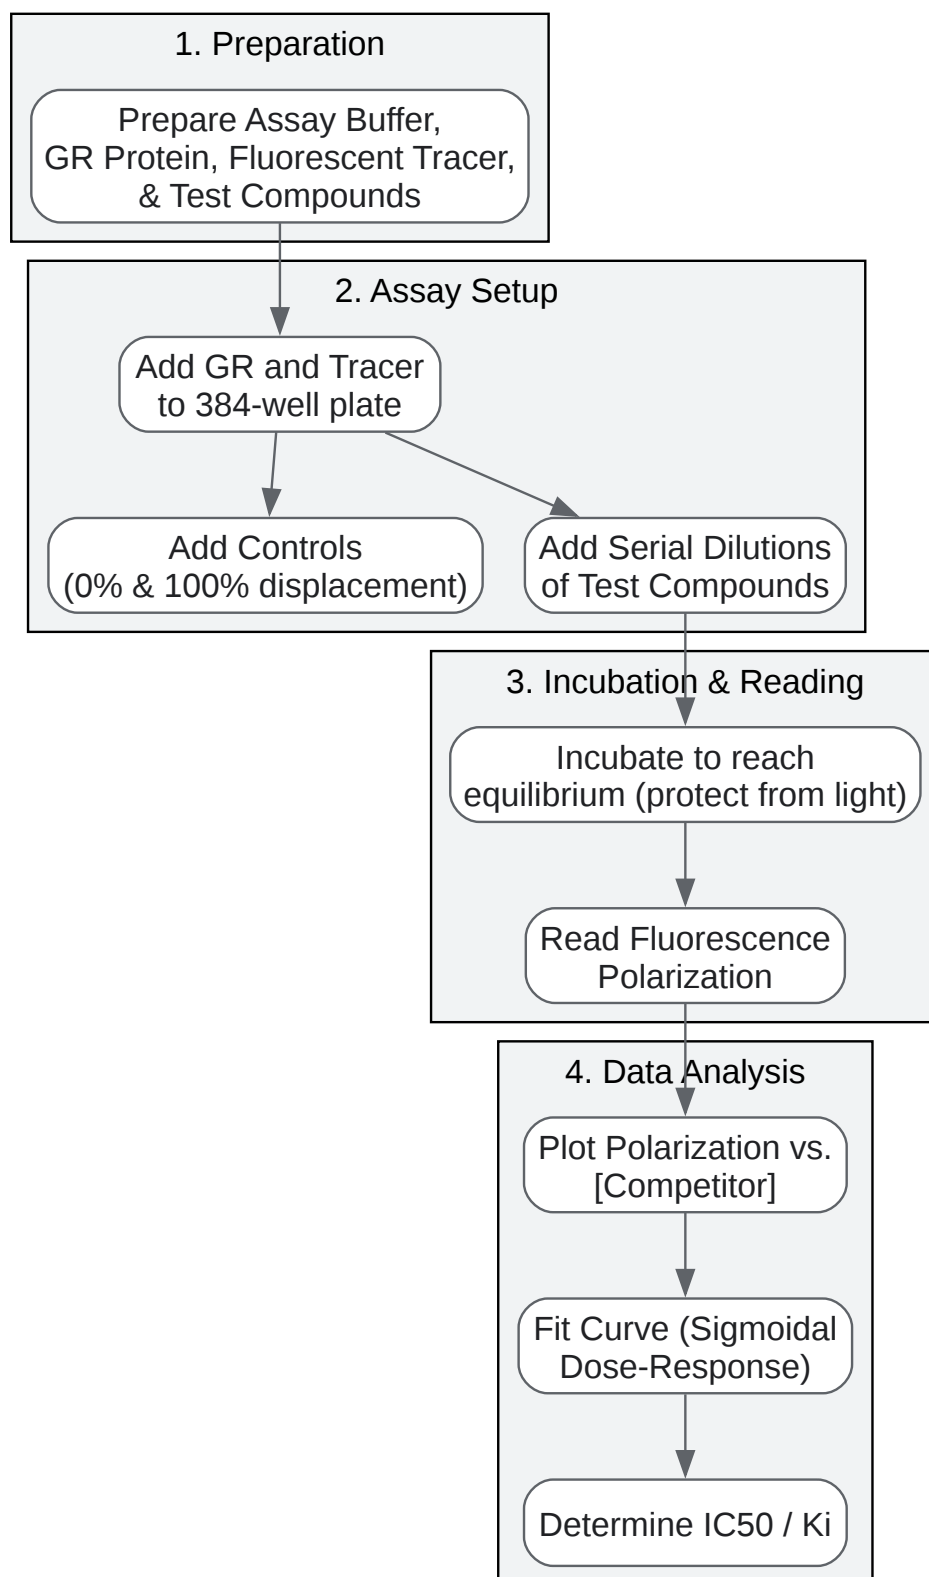 1. Preparation
Prepare Assay Buffer,
GR Protein, Fluorescent Tracer,
& Test Compounds
2. Assay Setup
Add GR and Tracer
to 384-well plate
Add Controls
(0% & 100% displacement)
Add Serial Dilutions
of Test Compounds
3. Incubation & Reading
Incubate to reach
equilibrium (protect from light)
Read Fluorescence
Polarization
4. Data Analysis
Plot Polarization vs.
[Competitor]
Fit Curve (Sigmoidal
Dose-Response)
Determine IC50 / Ki